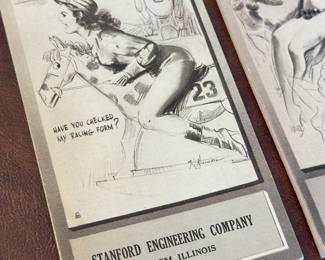 23
HAVE YOU CHECKED
MY RACING FORM?
STANFORD ENGINEERING COMPANY
ILLINOIS